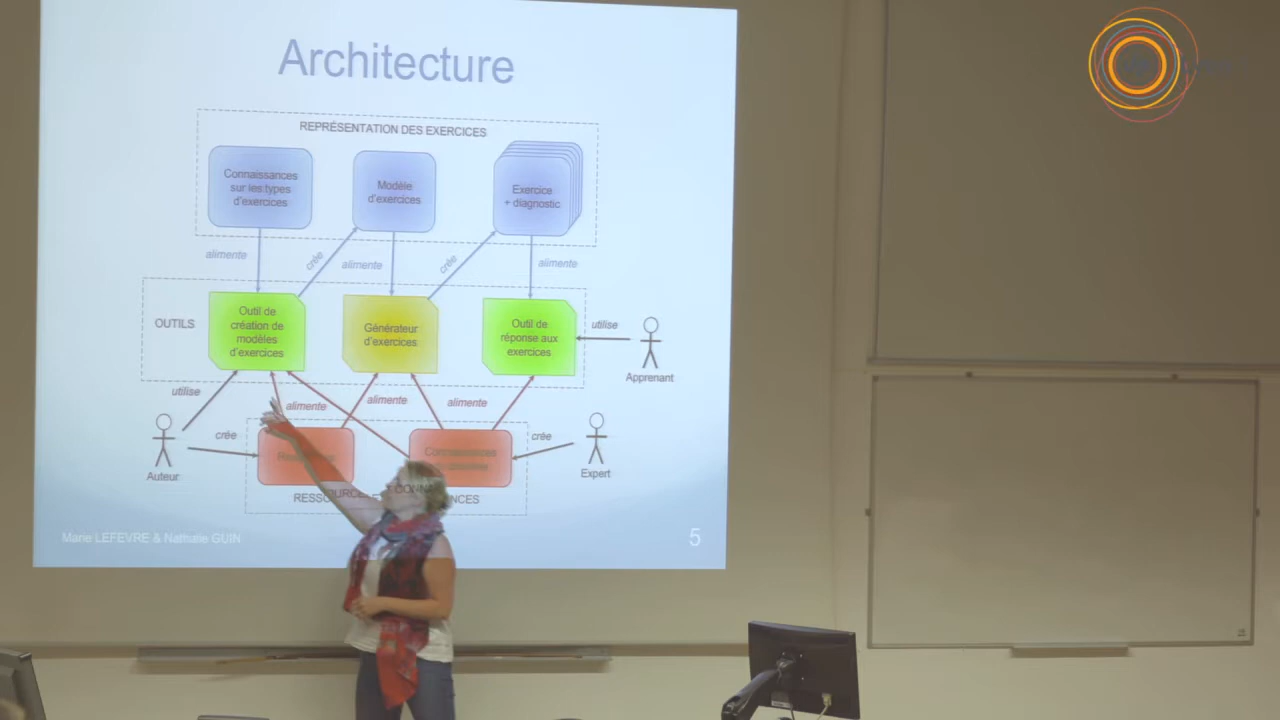 Architecture
REPRÉSENTATION DES EXERCICES
Connaissances
sur les types
d'exercices
Modèle
d'exercices
Exercice
+ diagnostic
alimente
crée
alimente
crée
alimente
OUTILS
Outil de
création de
modèles
d'exercices
Générateur
d'exercices
Outil de
réponse aux
exercices
utilise
Apprenant
utilise
alimente
alimente
alimente
crée
crée
Auteur
Connaissances
Expert
Marie LEFEVRE & Nathalie GUIN
5